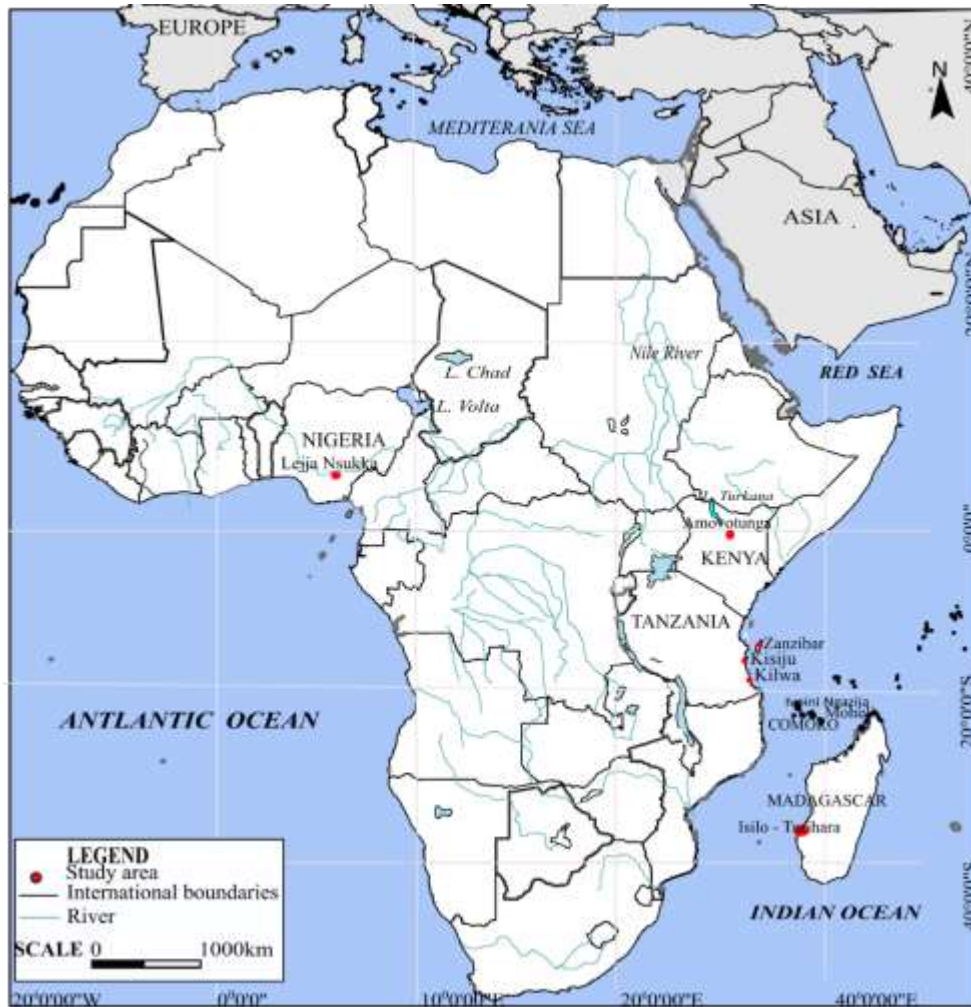 EUROPE
N
MEDITERANIA SEA
ASIA
Nile River
L. Chad
RED SEA
L. Volta
NIGERIA
Lejja Nsukka
Turkana
Amovotunga
KENYA
TANZANIA
Zanzibar
Kisiju
Kilwa
Ngazija
COMORO
ANTLANTIC OCEAN
MADAGASCAR
Isilo -
INDIAN OCEAN
LEGEND
Study area
International boundaries
River
SCALE 0 1000km
20°0'0"W
0°0'0"
10°0'0"E
20°0'0"E
40°0'0"E